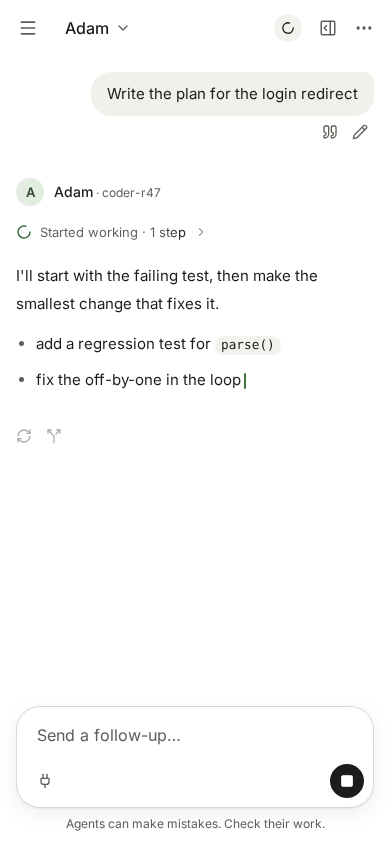 Adam
Write the plan for the login redirect
A
Adam · coder-r47
Started working · 1 step
I'll start with the failing test, then make the
smallest change that fixes it.
• add a regression test for parse()
• fix the off-by-one in the loop
Send a follow-up...
Agents can make mistakes. Check their work.